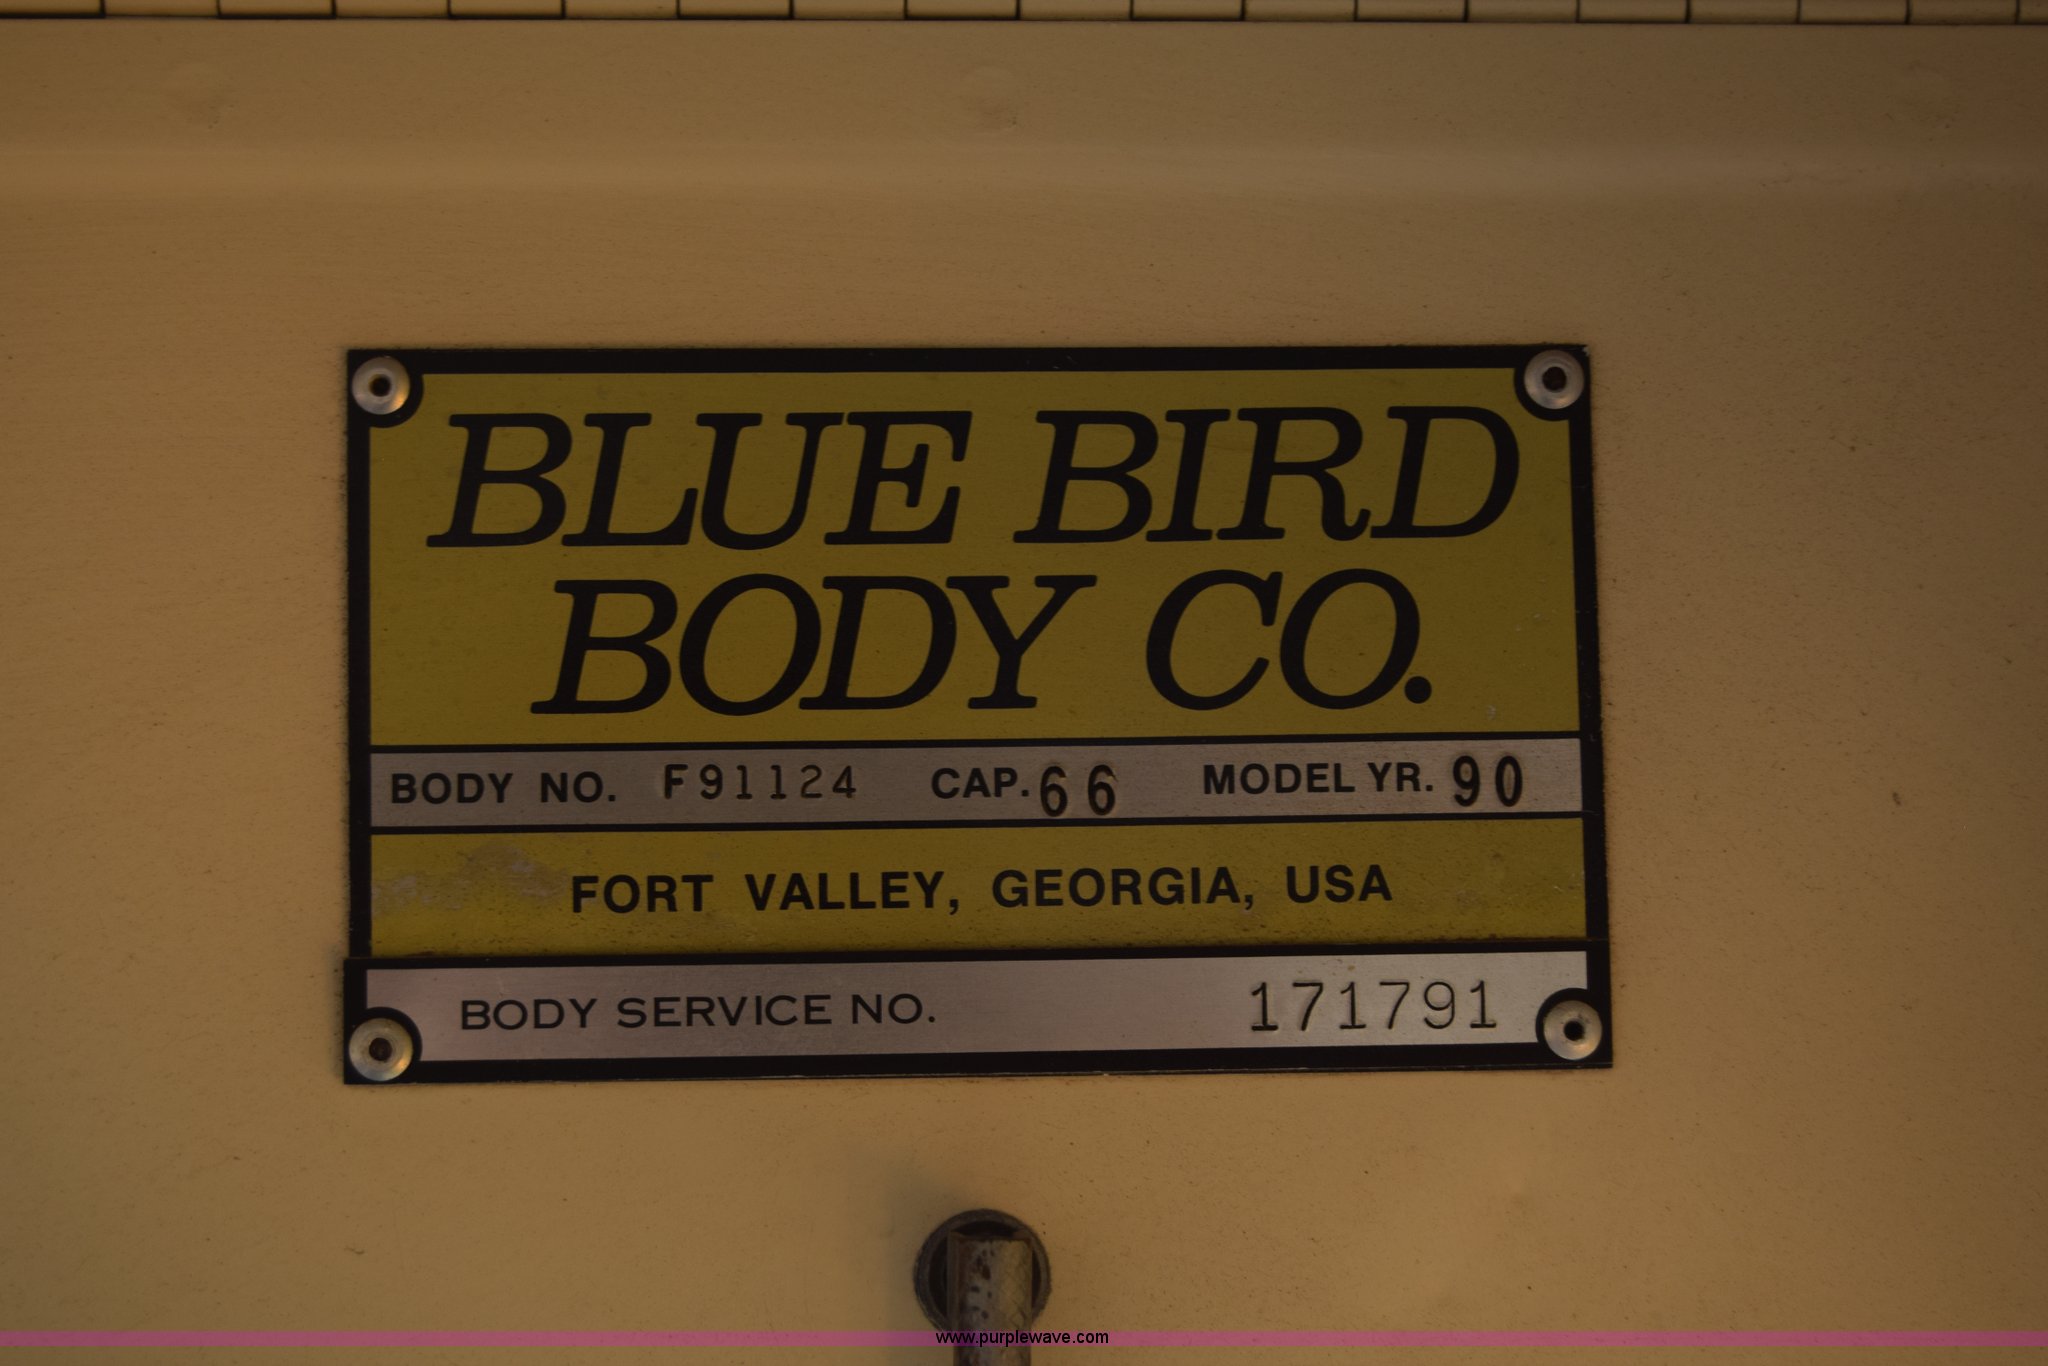 BLUE BIRD
BODY CO.
BODY NO. F91124 CAP. 66 MODEL YR. 90
FORT VALLEY, GEORGIA, USA
BODY SERVICE NO. 171791
www.purplewave.com